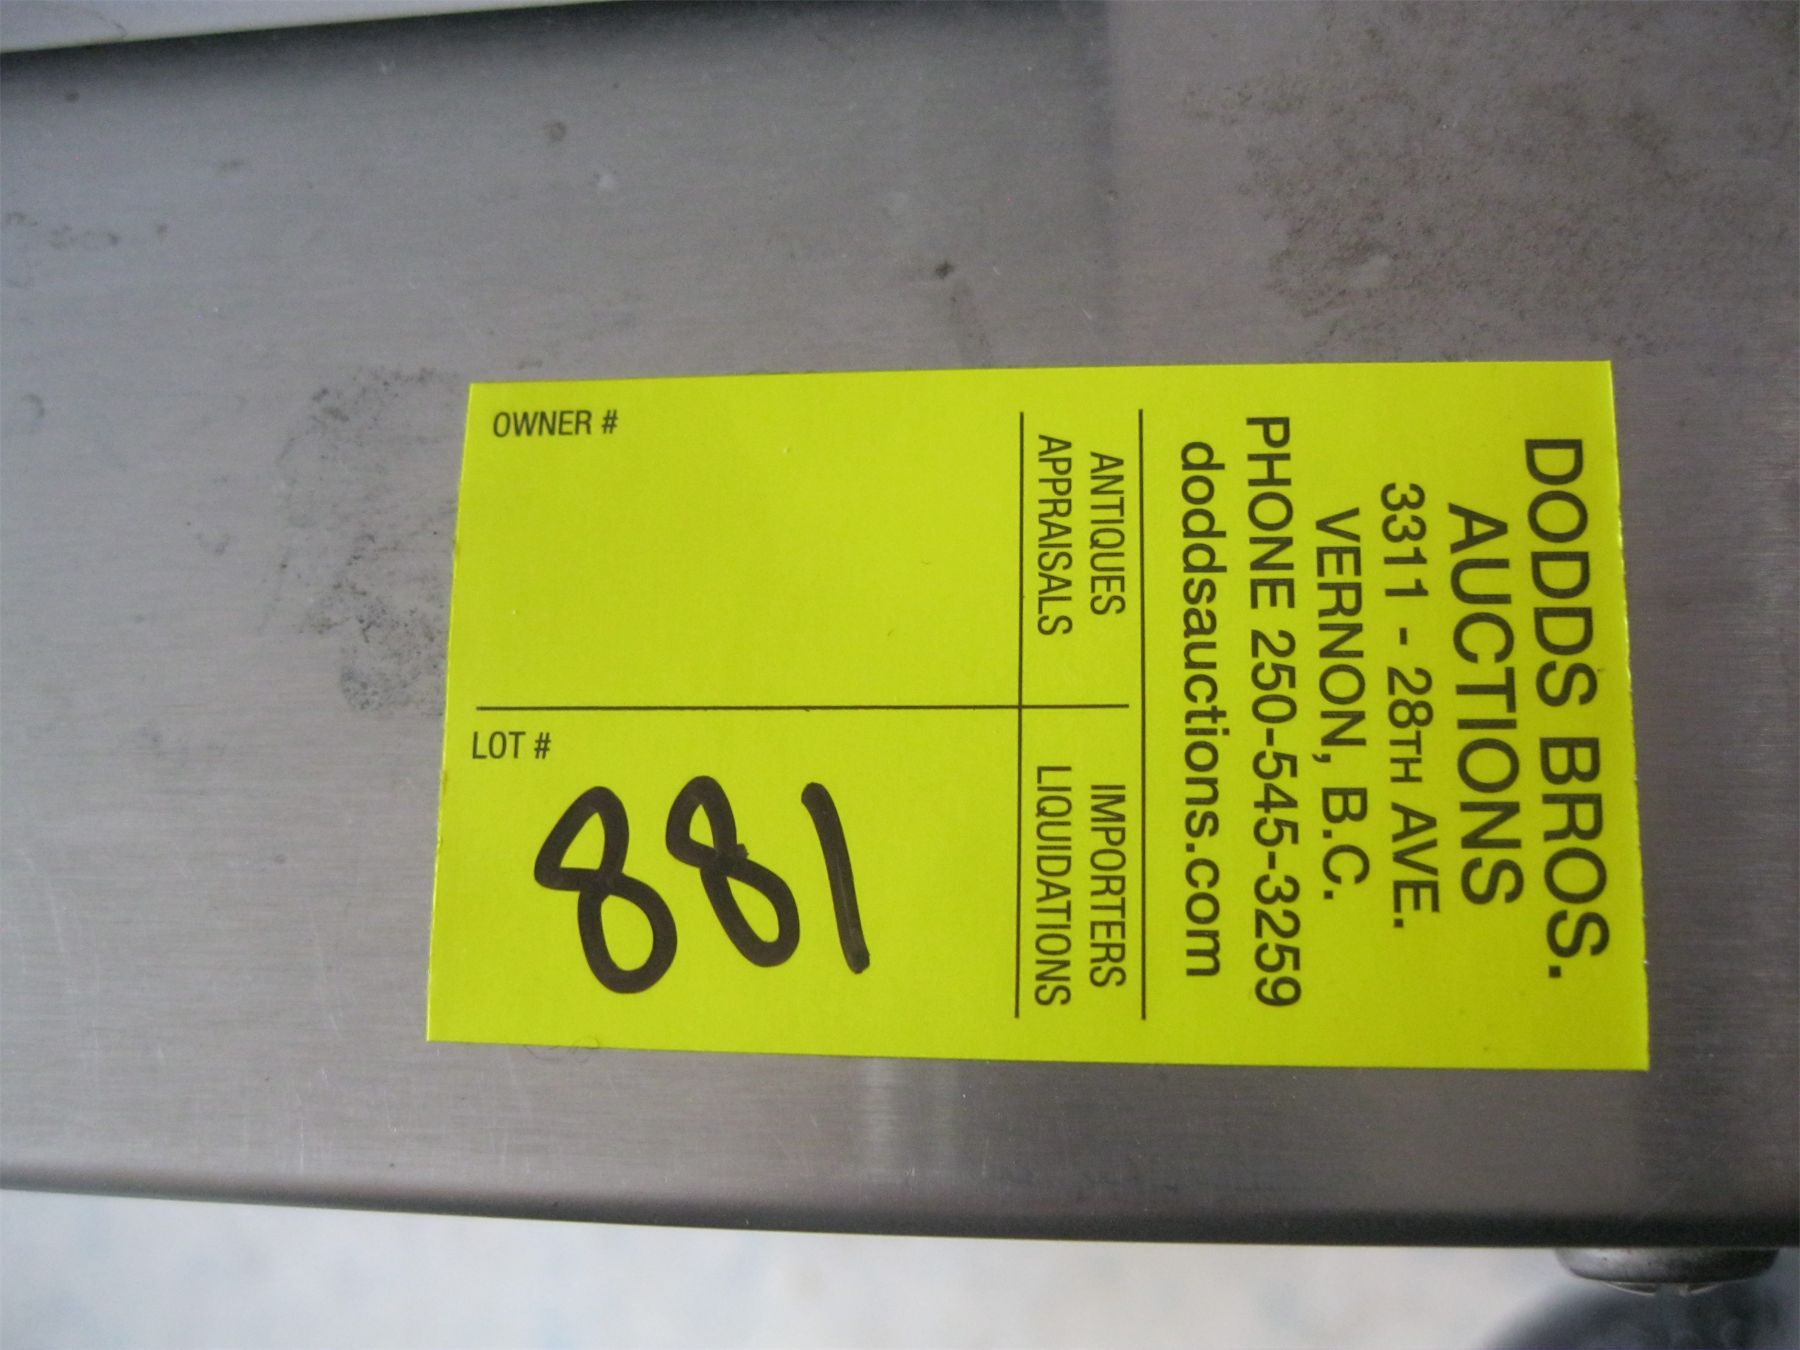 DODDS BROS.
AUCTIONS
3311 - 28TH AVE.
VERNON, B.C.
PHONE 250-545-3259
doddsauctions.com
ANTIQUES
APPRAISALS
IMPORTERS
LIQUIDATIONS
OWNER #
LOT #
881